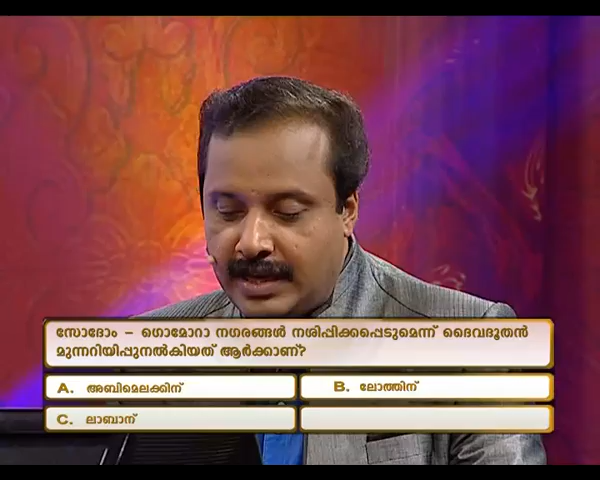 സോദോം – ഗൊമോറാ നഗരങ്ങൾ നശിപ്പിക്കപ്പെടുമെന്ന് ദൈവദൂതൻ
മുന്നറിയിപ്പുനൽകിയത് ആർക്കാണ്?
A. അബിമെലക്കിന്
B. ലോത്തിന്
C. ലാബാന്